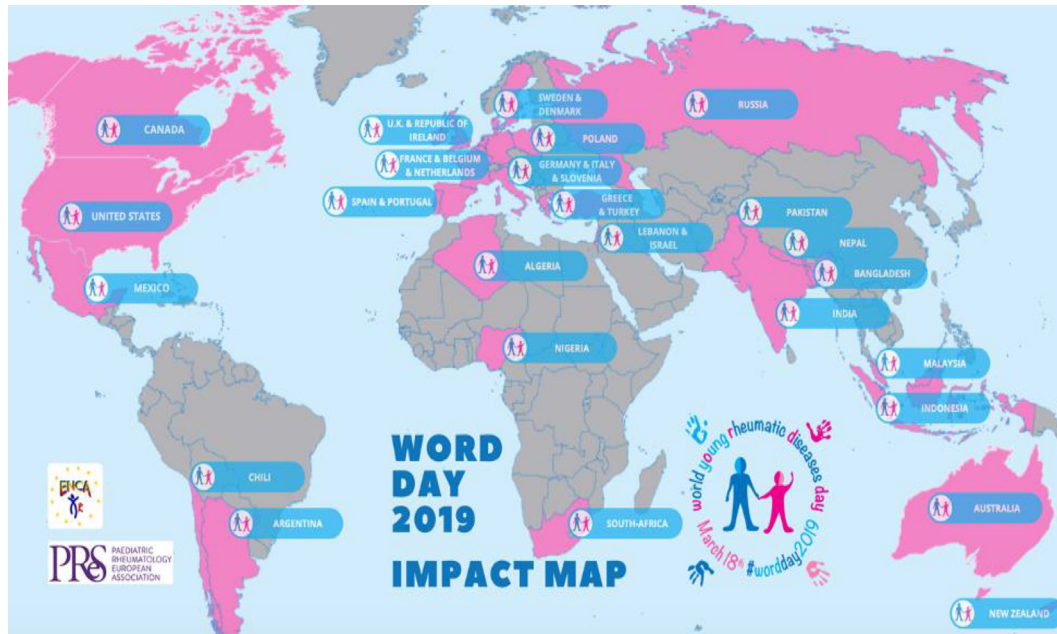 SWEDEN &
DENMARK
RUSSIA
CANADA
U.K. & REPUBLIC OF
IRELAND
POLAND
FRANCE & BELGIUM
& NETHERLANDS
GERMANY & ITALY
& SLOVENIA
SPAIN & PORTUGAL
GREECE
& TURKEY
UNITED STATES
PAKISTAN
LEBANON &
ISRAEL
NEPAL
ALGERIA
BANGLADESH
MEXICO
INDIA
NIGERIA
MALAYSIA
INDONESIA
WORD
DAY
2019
IMPACT MAP
world young rheumatic diseases day
March 18th #wordday2019
CHILI
ENCA
ARGENTINA
SOUTH-AFRICA
AUSTRALIA
PReS
PAEDIATRIC
RHEUMATOLOGY
EUROPEAN
ASSOCIATION
NEW ZEALAND